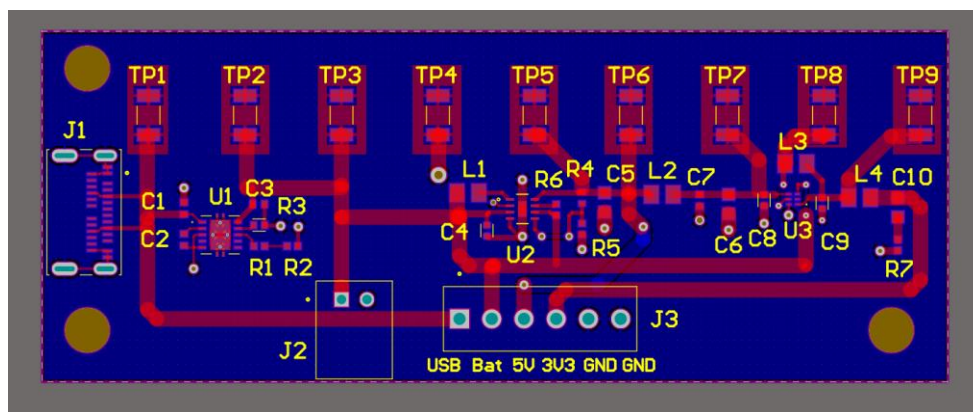 TP1 TP2 TP3 TP4 TP5 TP6 TP7 TP8 TP9
J1
L3
C1 U1 C3 L1 R6 R4 C5 L2 C7 L4 C10
R3
C2 C4 U2 R5 C6 C8 U3 C9
R1 R2 R7
J2 J3
USB Bat 5V 3V3 GND GND